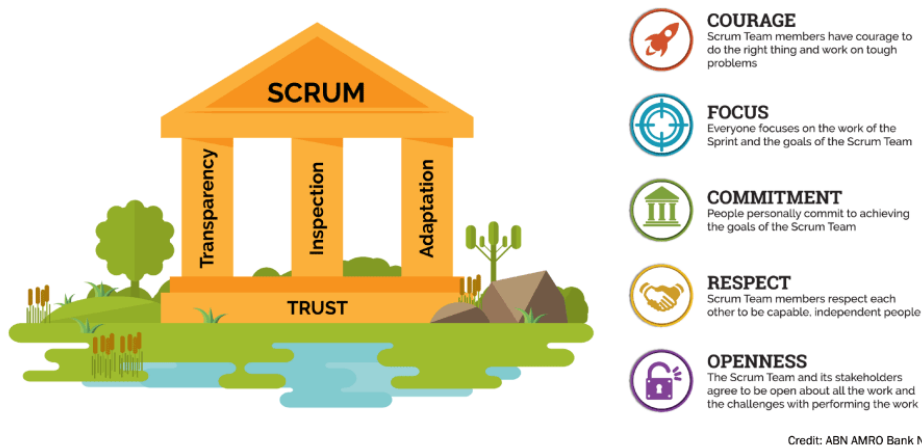 SCRUM
Transparency
Inspection
Adaptation
TRUST
COURAGE
Scrum Team members have courage to
do the right thing and work on tough
problems
FOCUS
Everyone focuses on the work of the
Sprint and the goals of the Scrum Team
COMMITMENT
People personally commit to achieving
the goals of the Scrum Team
RESPECT
Scrum Team members respect each
other to be capable, independent people
OPENNESS
The Scrum Team and its stakeholders
agree to be open about all the work and
the challenges with performing the work
Credit: ABN AMRO Bank N